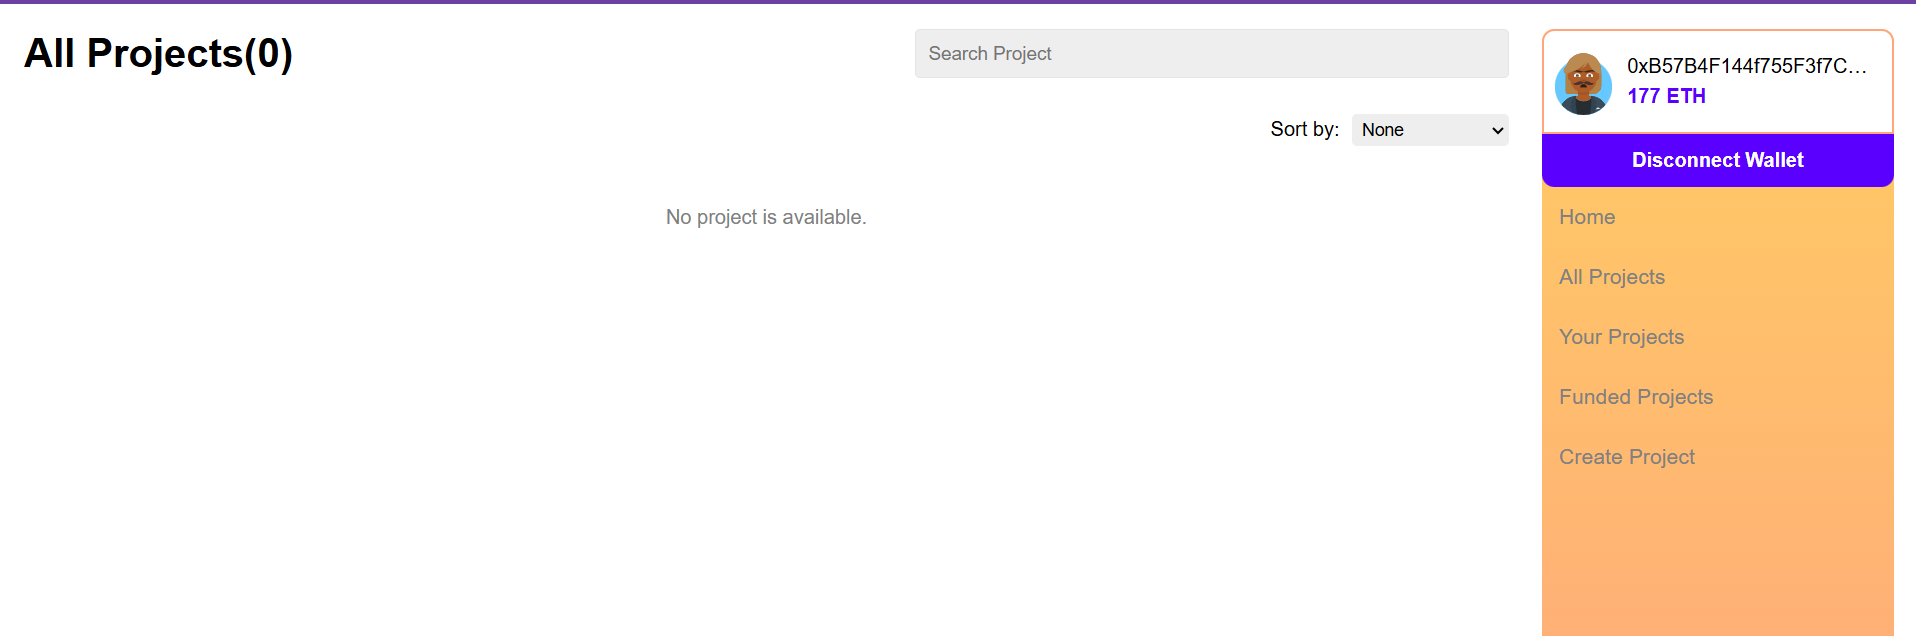 All Projects(0)
Search Project
Sort by: None
No project is available.
0xB57B4F144f755F3f7C...
177 ETH
Disconnect Wallet
Home
All Projects
Your Projects
Funded Projects
Create Project